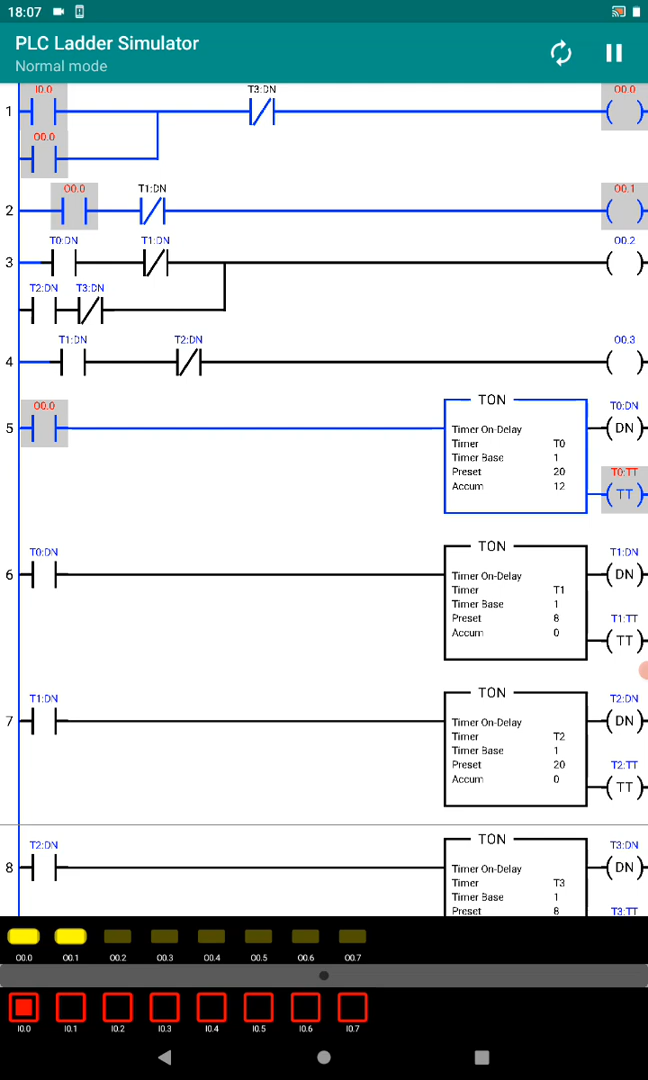 18:07
PLC Ladder Simulator
Normal mode
I0.0 T3:DN O0.0
1
O0.0
O0.0 T1:DN O0.1
2
T0:DN T1:DN O0.2
3
T2:DN T3:DN
T1:DN T2:DN O0.3
4
O0.0 TON T0:DN
5 Timer On-Delay DN
Timer T0
Timer Base 1
Preset 20 T0:TT
Accum 12 TT
T0:DN TON T1:DN
6 Timer On-Delay DN
Timer T1
Timer Base 1
Preset 8 T1:TT
Accum 0 TT
T1:DN TON T2:DN
7 Timer On-Delay DN
Timer T2
Timer Base 1
Preset 20 T2:TT
Accum 0 TT
T2:DN TON T3:DN
8 Timer On-Delay DN
Timer T3
Timer Base 1
Preset 8 T3:TT
O0.0 O0.1 O0.2 O0.3 O0.4 O0.5 O0.6 O0.7
I0.0 I0.1 I0.2 I0.3 I0.4 I0.5 I0.6 I0.7